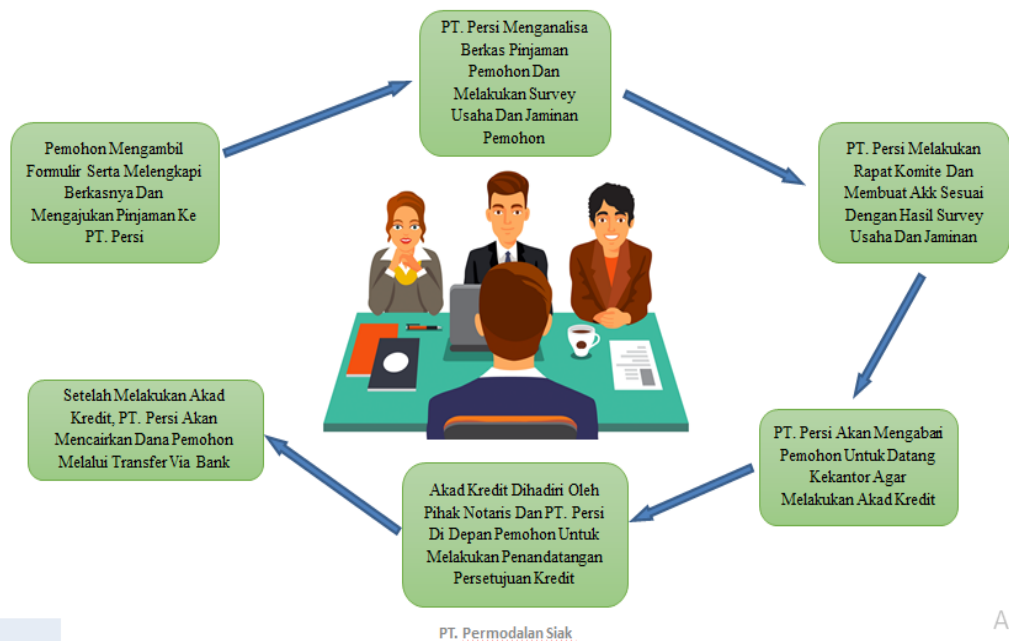 Pemohon Mengambil
Formulir Serta Melengkapi
Berkasnya Dan
Mengajukan Pinjaman Ke
PT. Persi
PT. Persi Menganalisa
Berkas Pinjaman
Pemohon Dan
Melakukan Survey
Usaha Dan Jaminan
Pemohon
PT. Persi Melakukan
Rapat Komite Dan
Membuat Akk Sesuai
Dengan Hasil Survey
Usaha Dan Jaminan
PT. Persi Akan Mengabari
Pemohon Untuk Datang
Kekantor Agar
Melakukan Akad Kredit
Akad Kredit Dihadiri Oleh
Pihak Notaris Dan PT. Persi
Di Depan Pemohon Untuk
Melakukan Penandatangan
Persetujuan Kredit
Setelah Melakukan Akad
Kredit, PT. Persi Akan
Mencairkan Dana Pemohon
Melalui Transfer Via Bank
PT. Permodalan Siak
A